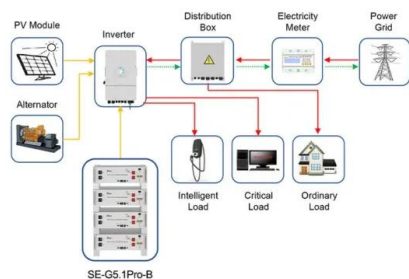 PV Module
Inverter
Distribution
Box
Electricity
Meter
Power
Grid
Alternator
Intelligent
Load
Critical
Load
Ordinary
Load
SE-G5.1Pro-B